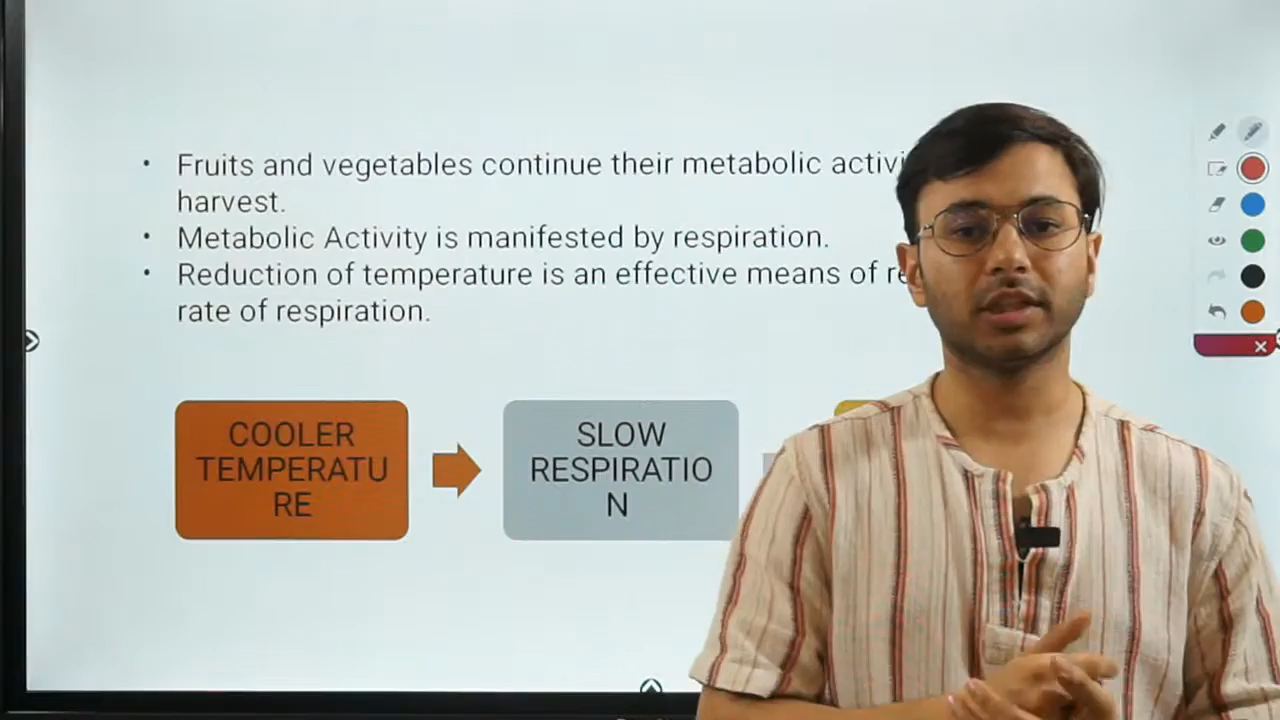 • Fruits and vegetables continue their metabolic activi
harvest.
• Metabolic Activity is manifested by respiration.
• Reduction of temperature is an effective means of re
rate of respiration.
COOLER
TEMPERATU
RE
SLOW
RESPIRATIO
N